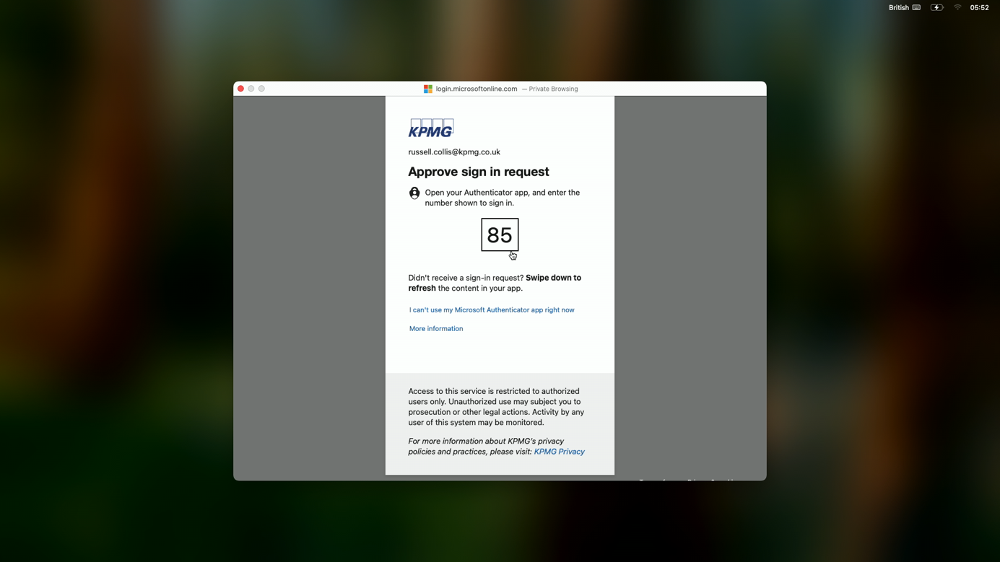 British 05:52
login.microsoftonline.com — Private Browsing
KPMG
russell.collis@kpmg.co.uk
Approve sign in request
Open your Authenticator app, and enter the
number shown to sign in.
85
Didn't receive a sign-in request? Swipe down to
refresh the content in your app.
I can't use my Microsoft Authenticator app right now
More information
Access to this service is restricted to authorized
users only. Unauthorized use may subject you to
prosecution or other legal actions. Activity by any
user of this system may be monitored.
For more information about KPMG's privacy
policies and practices, please visit: KPMG Privacy